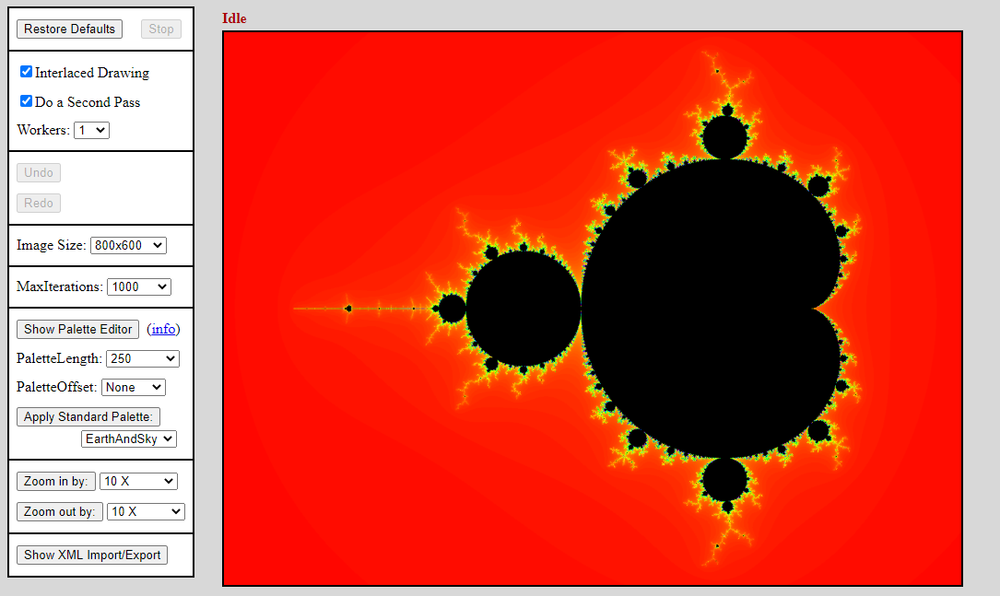 Restore Defaults Stop
Idle
Interlaced Drawing
Do a Second Pass
Workers: 1
Undo
Redo
Image Size: 800x600
MaxIterations: 1000
Show Palette Editor (info)
PaletteLength: 250
PaletteOffset: None
Apply Standard Palette:
EarthAndSky
Zoom in by: 10 X
Zoom out by: 10 X
Show XML Import/Export